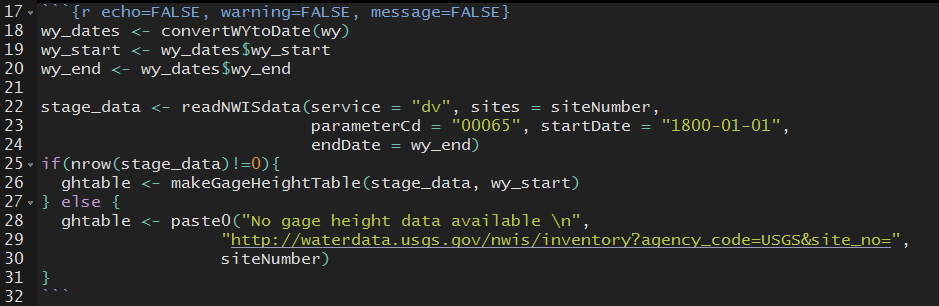 17 ```{r echo=FALSE, warning=FALSE, message=FALSE}
18 wy_dates <- convertWYtoDate(wy)
19 wy_start <- wy_dates$wy_start
20 wy_end <- wy_dates$wy_end
21
22 stage_data <- readNWISdata(service = "dv", sites = siteNumber,
23                            parameterCd = "00065", startDate = "1800-01-01",
24                            endDate = wy_end)
25 if(nrow(stage_data)!=0){
26   ghtable <- makeGageHeightTable(stage_data, wy_start)
27 } else {
28   ghtable <- paste0("No gage height data available \n",
29                   "http://waterdata.usgs.gov/nwis/inventory?agency_code=USGS&site_no=",
30                   siteNumber)
31 }
32 ```